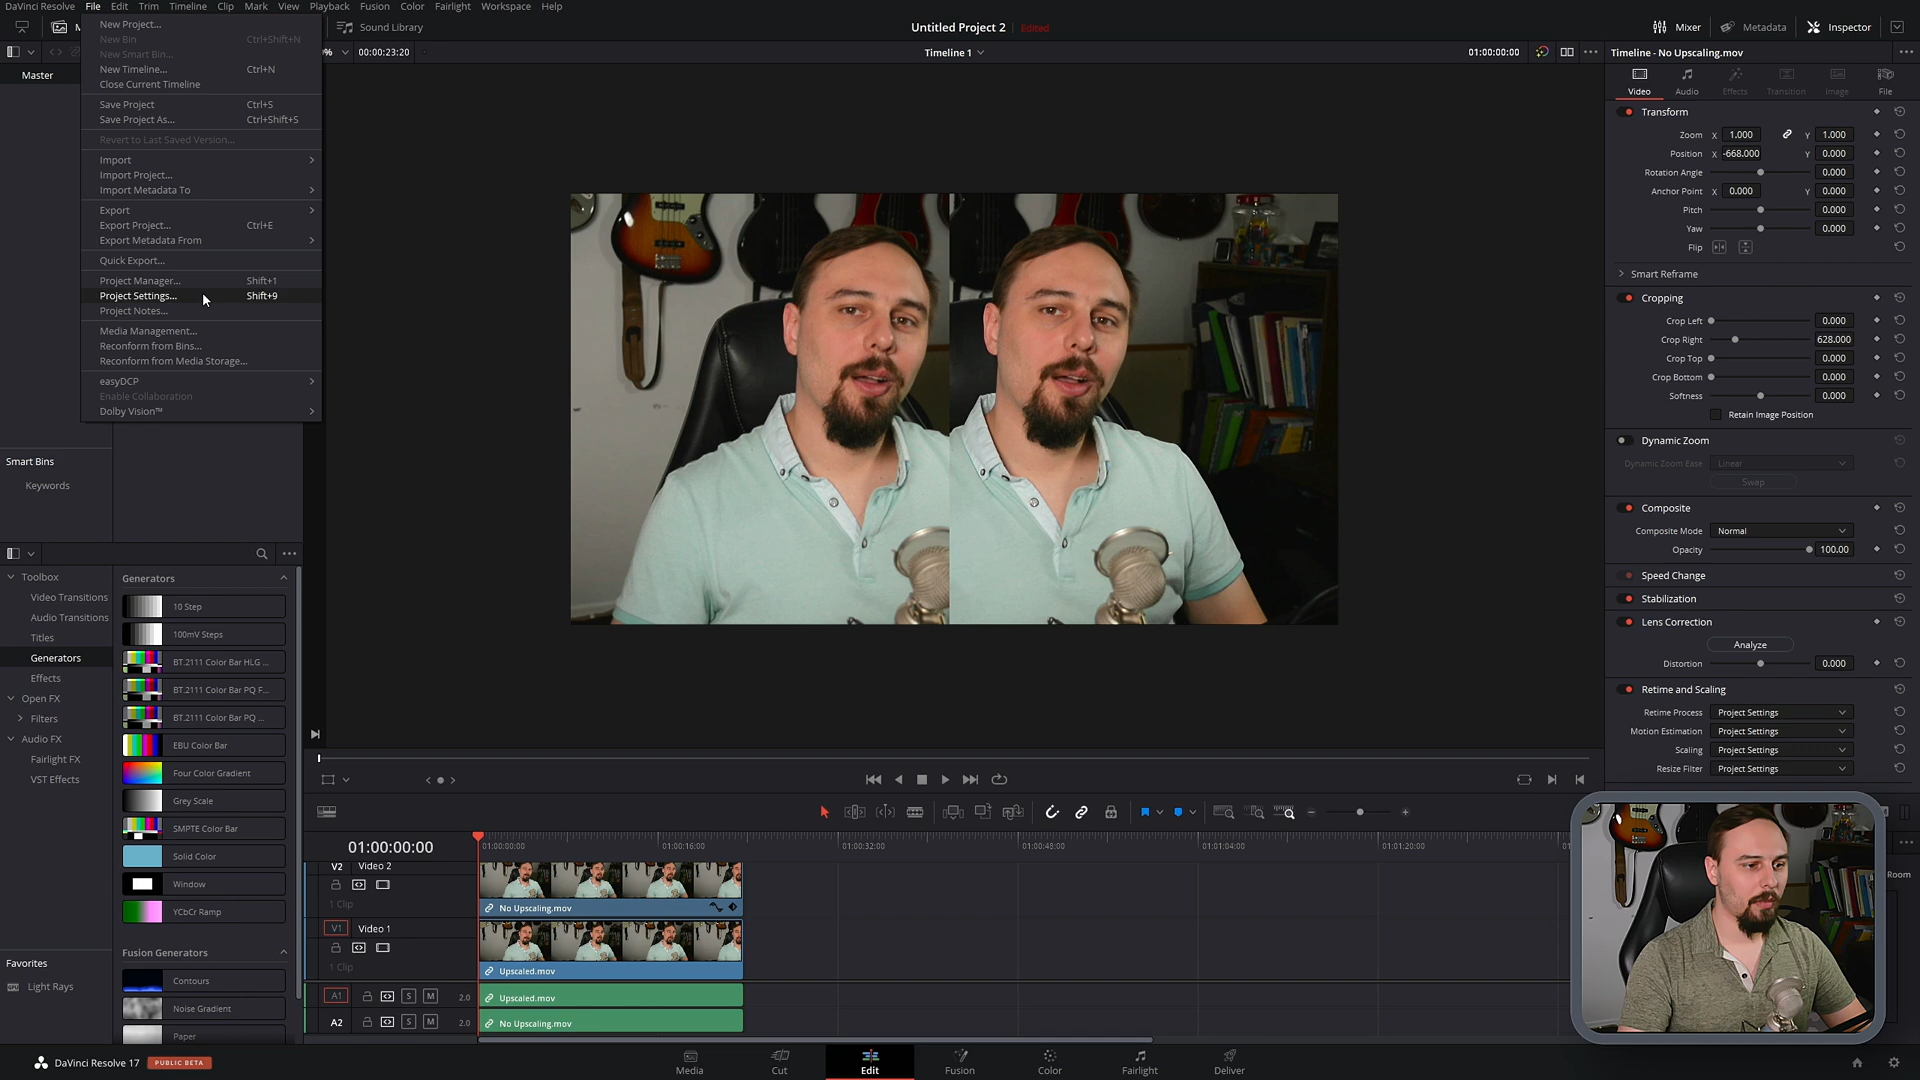 DaVinci Resolve File Edit Trim Timeline Clip Mark View Playback Fusion Color Fairlight Workspace Help
Sound Library
Untitled Project 2 Edited
Mixer Metadata Inspector
00:00:23:20
Timeline 1
01:00:00:00
Timeline - No Upscaling.mov
Master
New Project...
New Bin Ctrl+Shift+N
New Smart Bin...
New Timeline... Ctrl+N
Close Current Timeline
Save Project Ctrl+S
Save Project As... Ctrl+Shift+S
Revert to Last Saved Version...
Import
Import Project...
Import Metadata To
Export
Export Project... Ctrl+E
Export Metadata From
Quick Export...
Project Manager... Shift+1
Project Settings... Shift+9
Project Notes...
Media Management...
Reconform from Bins...
Reconform from Media Storage...
easyDCP
Enable Collaboration
Dolby Vision™
Smart Bins
Keywords
Toolbox
Video Transitions
Audio Transitions
Titles
Generators
Effects
Open FX
Filters
Audio FX
Fairlight FX
VST Effects
Favorites
Light Rays
Generators
10 Step
100mV Steps
BT.2111 Color Bar HLG ...
BT.2111 Color Bar PQ F...
BT.2111 Color Bar PQ ...
EBU Color Bar
Four Color Gradient
Grey Scale
SMPTE Color Bar
Solid Color
Window
YCbCr Ramp
Fusion Generators
Contours
Noise Gradient
Paper
Video Audio Effects Transition Image File
Transform
Zoom X 1.000 Y 1.000
Position X -668.000 Y 0.000
Rotation Angle 0.000
Anchor Point X 0.000 Y 0.000
Pitch 0.000
Yaw 0.000
Flip
Smart Reframe
Cropping
Crop Left 0.000
Crop Right 628.000
Crop Top 0.000
Crop Bottom 0.000
Softness 0.000
Retain Image Position
Dynamic Zoom
Dynamic Zoom Ease Linear
Swap
Composite
Composite Mode Normal
Opacity 100.00
Speed Change
Stabilization
Lens Correction
Analyze
Distortion 0.000
Retime and Scaling
Retime Process Project Settings
Motion Estimation Project Settings
Scaling Project Settings
Resize Filter Project Settings
Room
01:00:00:00
01:00:00:00 01:00:16:00 01:00:32:00 01:00:48:00 01:01:04:00 01:01:20:00
V2 Video 2
1 Clip
No Upscaling.mov
V1 Video 1
1 Clip
Upscaled.mov
A1 S M 2.0 Upscaled.mov
A2 S M 2.0 No Upscaling.mov
DaVinci Resolve 17 PUBLIC BETA
Media Cut Edit Fusion Color Fairlight Deliver